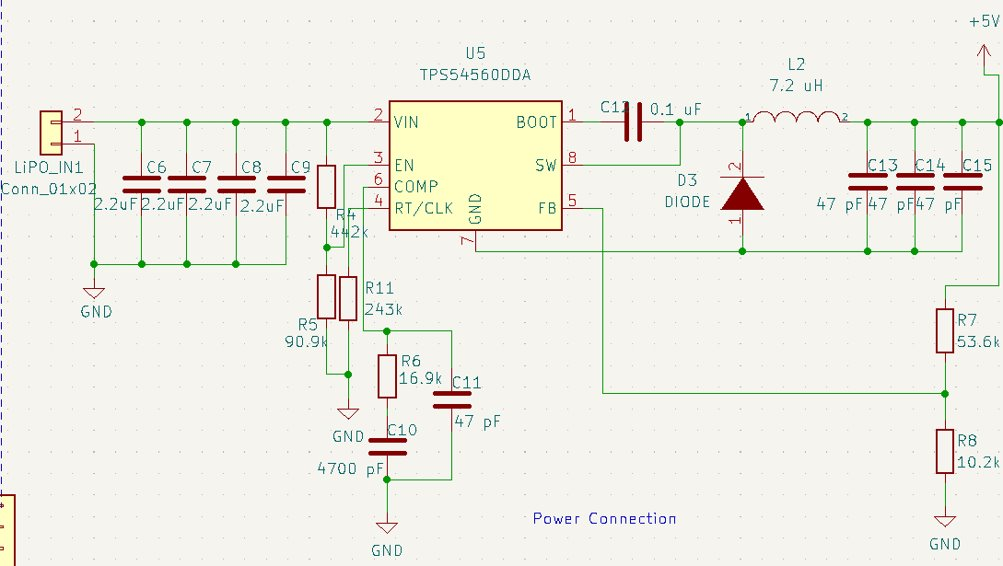 +5V
U5
TPS54560DDA
L2
7.2 uH
2 VIN BOOT 1
0.1 uF
1 2
2
1
LiPO_IN1
Conn_01x02
C6 C7 C8 C9
2.2uF 2.2uF 2.2uF 2.2uF
3 EN SW 8
6 COMP
4 RT/CLK FB 5
GND
7
R4
442k
D3
DIODE
2
1
C13 C14 C15
47 pF 47 pF 47 pF
GND
R11
243k
R5
90.9k
R6
16.9k
C11
47 pF
GND
C10
4700 pF
GND
R7
53.6k
R8
10.2k
GND
Power Connection